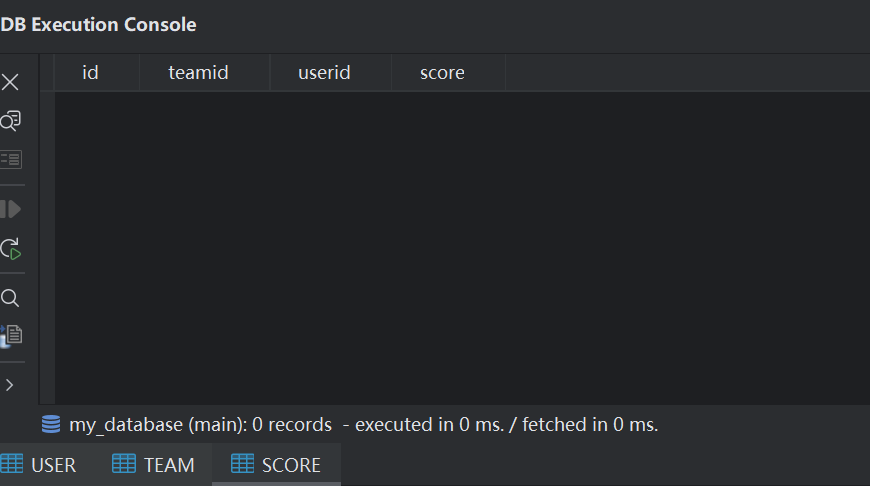 DB Execution Console
id teamid userid score
my_database (main): 0 records - executed in 0 ms. / fetched in 0 ms.
USER TEAM SCORE